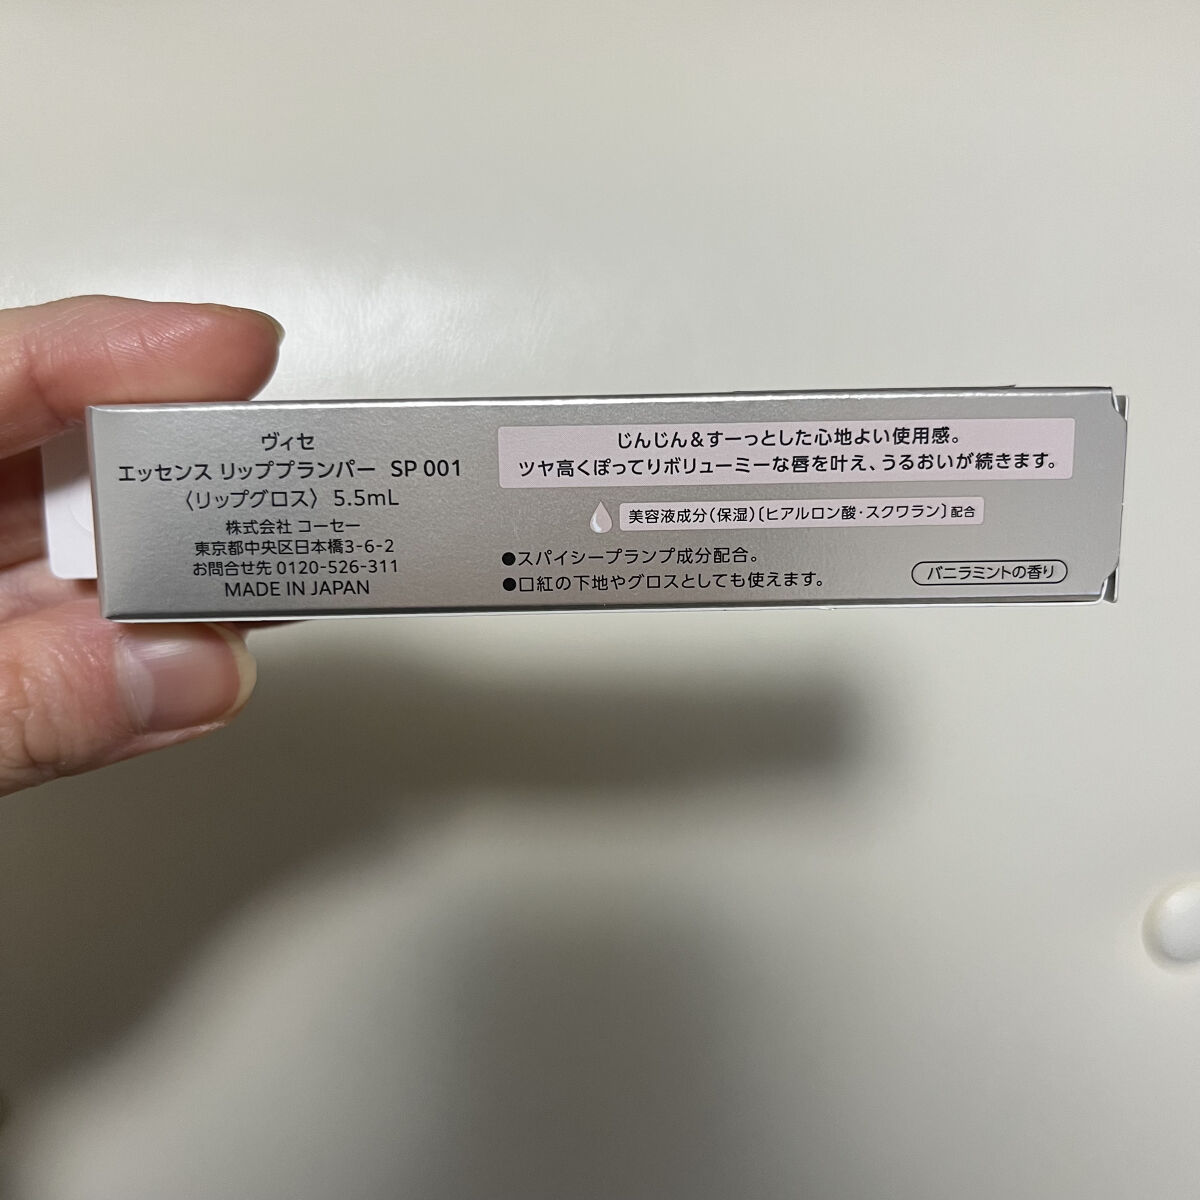 ヴィセ
エッセンス リッププランパー SP 001
〈リップグロス〉 5.5mL
株式会社 コーセー
東京都中央区日本橋3-6-2
お問合せ先 0120-526-311
MADE IN JAPAN
じんじん&すーっとした心地よい使用感。
ツヤ高くぽってりボリューミーな唇を叶え、うるおいが続きます。
美容液成分(保湿)〔ヒアルロン酸・スクワラン〕配合
●スパイシープランプ成分配合。
●口紅の下地やグロスとしても使えます。
バニラミントの香り